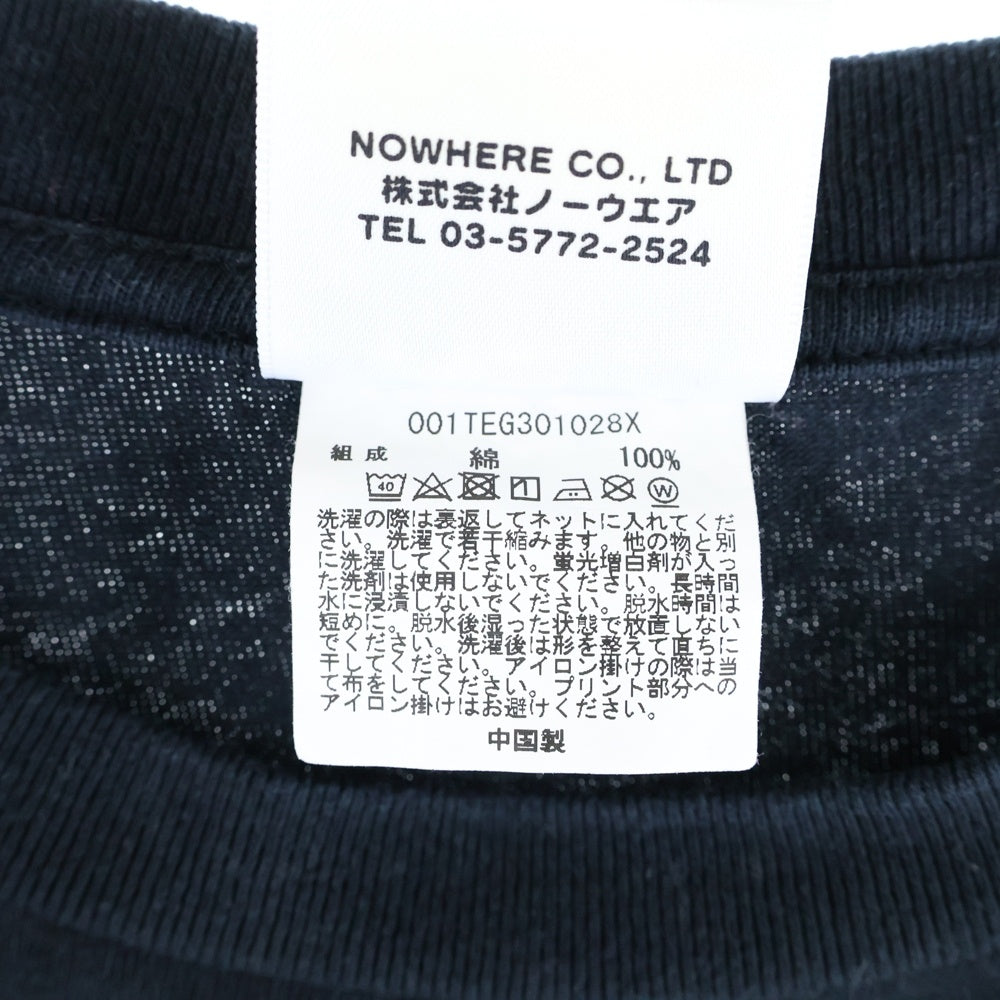 NOWHERE CO., LTD
株式会社ノーウエア
TEL 03-5772-2524
001TEG301028X
組成 綿 100%
40 W
洗濯の際は裏返してネットに入れてくだ
さい。洗濯で若干縮みます。他の物と別
に洗濯してください。蛍光増白剤が入っ
た洗剤は使用しないでください。長時間
水に浸漬しないでください。脱水時間は
短めに。脱水後湿った状態で放置しない
でください。洗濯後は形を整えて直ちに
干してください。アイロン掛けの際は当
て布をしてください。プリント部分への
アイロン掛けはお避けください。
中国製